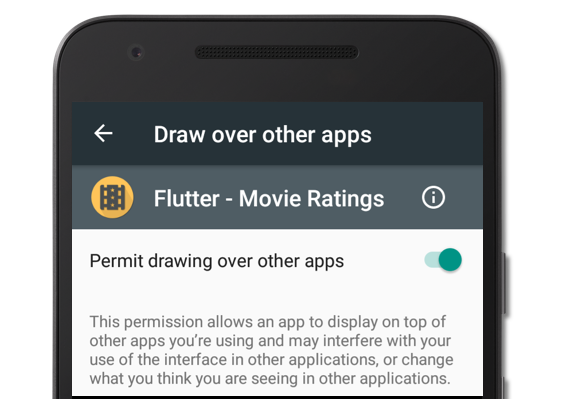 Draw over other apps
Flutter - Movie Ratings
Permit drawing over other apps
This permission allows an app to display on top of
other apps you’re using and may interfere with your
use of the interface in other applications, or change
what you think you are seeing in other applications.